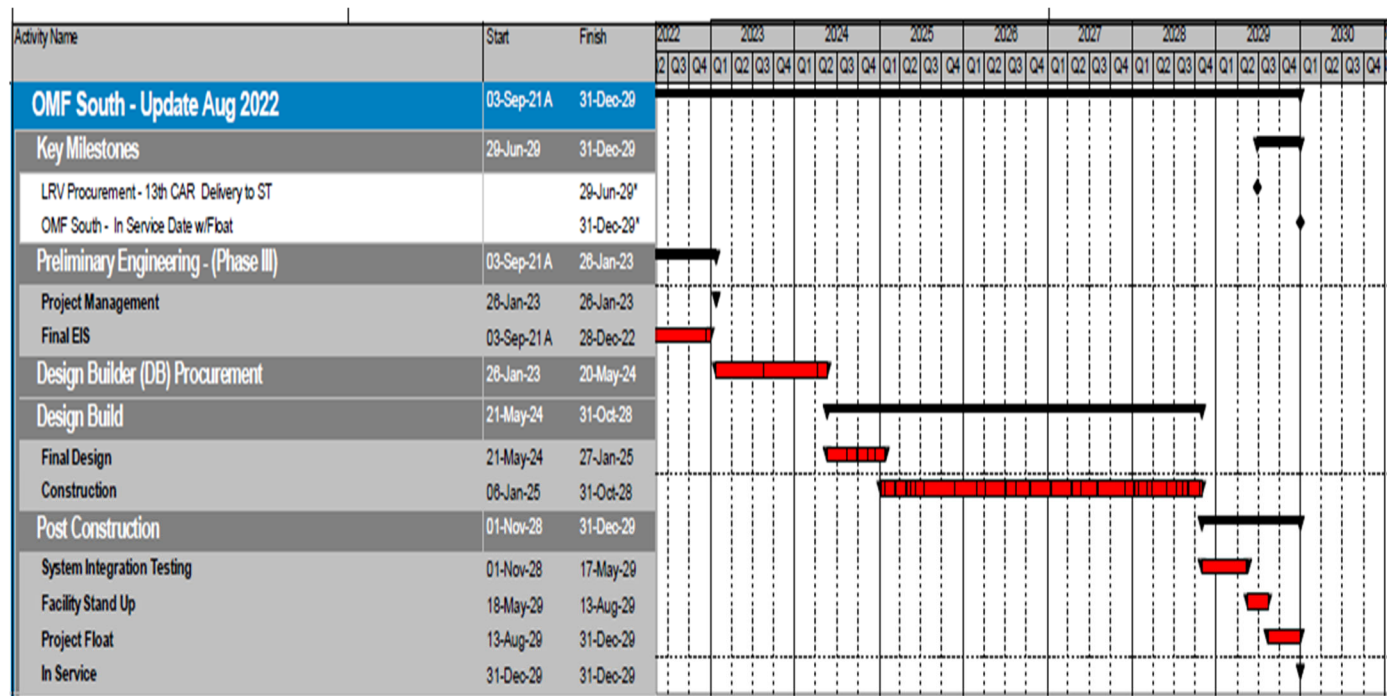 Activity Name Start Finish 2022 2023 2024 2025 2026 2027 2028 2029 2030
Q3 Q4 Q1 Q2 Q3 Q4 Q1 Q2 Q3 Q4 Q1 Q2 Q3 Q4 Q1 Q2 Q3 Q4 Q1 Q2 Q3 Q4 Q1 Q2 Q3 Q4 Q1 Q2 Q3 Q4 Q1 Q2 Q3 Q4
OMF South - Update Aug 2022 03-Sep-21 A 31-Dec-29
Key Milestones 29-Jun-29 31-Dec-29
LRV Procurement - 13th CAR Delivery to ST 29-Jun-29*
OMF South - In Service Date w/Float 31-Dec-29*
Preliminary Engineering - (Phase III) 03-Sep-21 A 26-Jan-23
Project Management 26-Jan-23 26-Jan-23
Final EIS 03-Sep-21 A 28-Dec-22
Design Builder (DB) Procurement 26-Jan-23 20-May-24
Design Build 21-May-24 31-Oct-28
Final Design 21-May-24 27-Jan-25
Construction 06-Jan-25 31-Oct-28
Post Construction 01-Nov-28 31-Dec-29
System Integration Testing 01-Nov-28 17-May-29
Facility Stand Up 18-May-29 13-Aug-29
Project Float 13-Aug-29 31-Dec-29
In Service 31-Dec-29 31-Dec-29